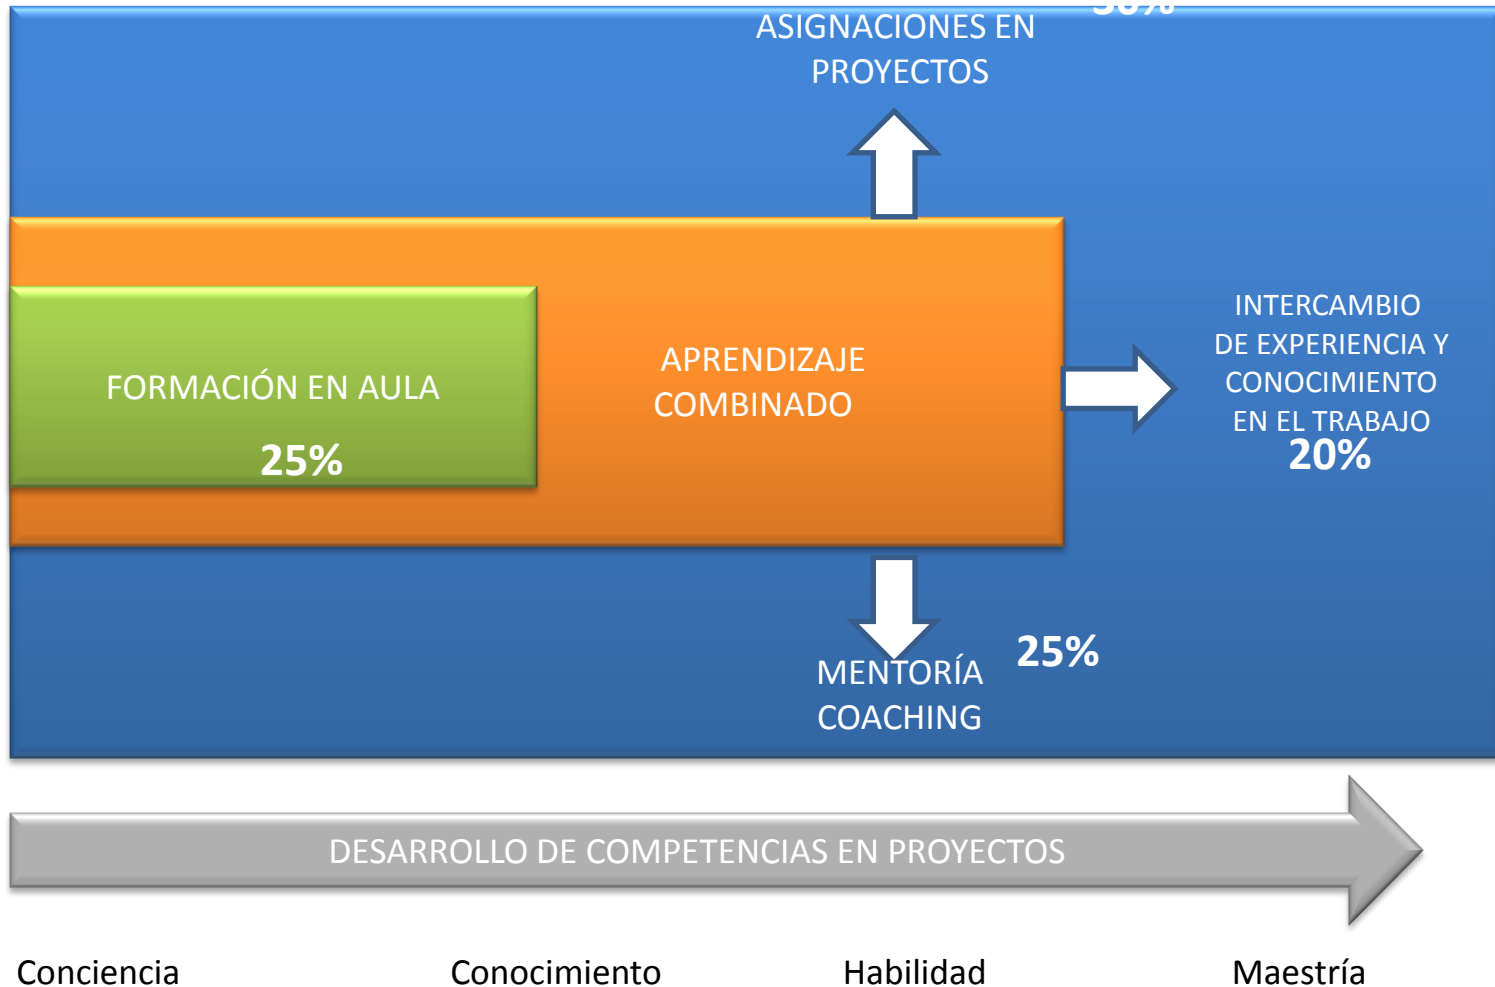 ASIGNACIONES EN
PROYECTOS
FORMACIÓN EN AULA
25%
APRENDIZAJE
COMBINADO
INTERCAMBIO
DE EXPERIENCIA Y
CONOCIMIENTO
EN EL TRABAJO
20%
25%
MENTORÍA
COACHING
DESARROLLO DE COMPETENCIAS EN PROYECTOS
Conciencia Conocimiento Habilidad Maestría